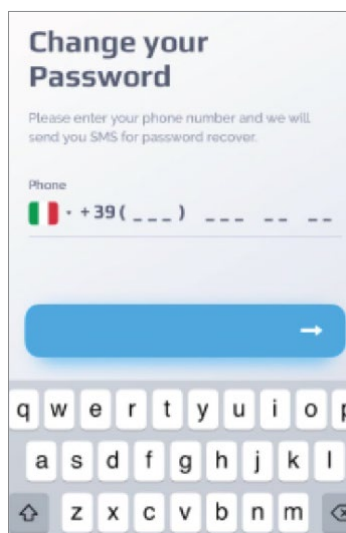 Change your
Password
Please enter your phone number and we will
send you SMS for password recover.
Phone
+39 ( _ _ _ ) _ _ _ _ _ _ _
q w e r t y u i o p
a s d f g h j k l
z x c v b n m